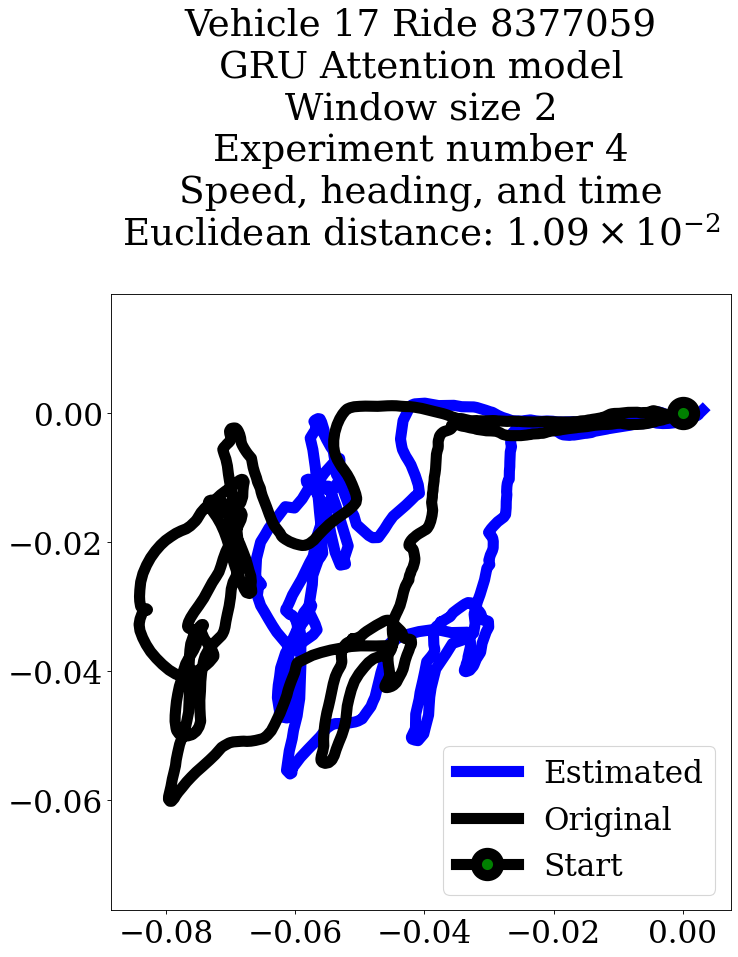 Vehicle 17 Ride 8377059
GRU Attention model
Window size 2
Experiment number 4
Speed, heading, and time
Euclidean distance: 1.09 × 10⁻²
0.00
−0.02
−0.04
−0.06
Estimated
Original
Start
−0.08 −0.06 −0.04 −0.02 0.00